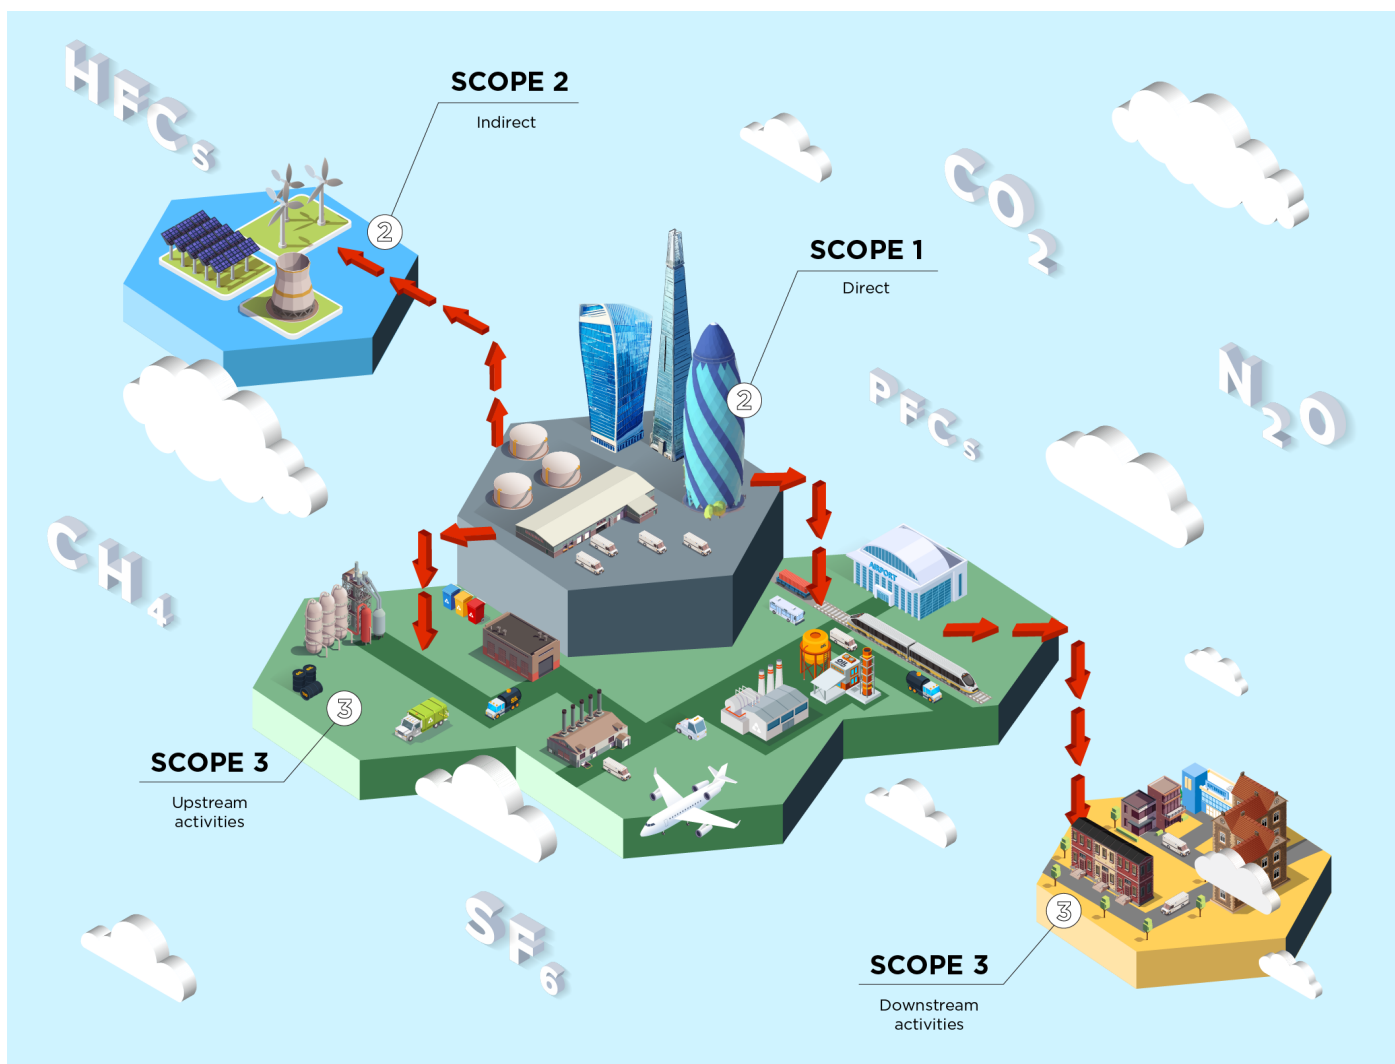 HFCs
SCOPE 2
Indirect
2
CO2
SCOPE 1
Direct
2
PFCs
N2O
CH4
AIRPORT
3
SCOPE 3
Upstream
activities
SF6
3
SCOPE 3
Downstream
activities